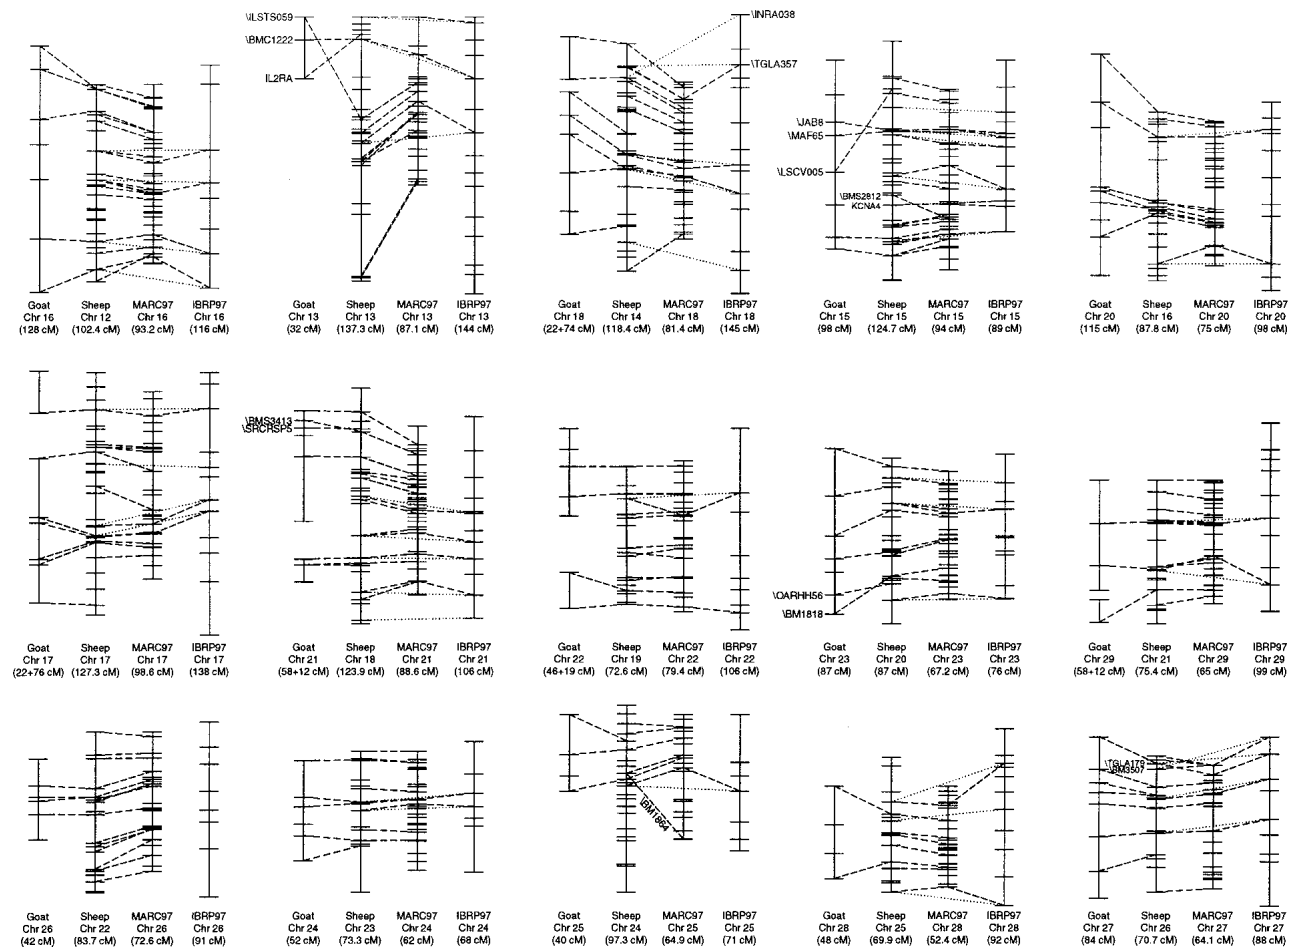 \ILSTS059
\BMC1222
IL2RA
\INRA038
\TGLA357
\JAB8
\MAF65
\LSCV005
\BMS2812
KCNA4
Goat Sheep MARC97 IBRP97
Chr 16 Chr 12 Chr 16 Chr 16
(128 cM) (102.4 cM) (93.2 cM) (116 cM)
Goat Sheep MARC97 IBRP97
Chr 13 Chr 13 Chr 13 Chr 13
(32 cM) (137.3 cM) (87.1 cM) (144 cM)
Goat Sheep MARC97 IBRP97
Chr 18 Chr 14 Chr 18 Chr 18
(22+74 cM) (118.4 cM) (81.4 cM) (145 cM)
Goat Sheep MARC97 IBRP97
Chr 15 Chr 15 Chr 15 Chr 15
(98 cM) (124.7 cM) (94 cM) (89 cM)
Goat Sheep MARC97 IBRP97
Chr 20 Chr 16 Chr 20 Chr 20
(115 cM) (87.8 cM) (75 cM) (98 cM)
\BMS3413
\SRCRSP5
\OARHH56
\BM1818
Goat Sheep MARC97 IBRP97
Chr 17 Chr 17 Chr 17 Chr 17
(22+76 cM) (127.3 cM) (98.6 cM) (138 cM)
Goat Sheep MARC97 IBRP97
Chr 21 Chr 18 Chr 21 Chr 21
(58+12 cM) (123.9 cM) (88.6 cM) (106 cM)
Goat Sheep MARC97 IBRP97
Chr 22 Chr 19 Chr 22 Chr 22
(46+19 cM) (72.6 cM) (79.4 cM) (106 cM)
Goat Sheep MARC97 IBRP97
Chr 23 Chr 20 Chr 23 Chr 23
(87 cM) (87 cM) (67.2 cM) (76 cM)
Goat Sheep MARC97 IBRP97
Chr 29 Chr 21 Chr 29 Chr 29
(58+12 cM) (75.4 cM) (65 cM) (99 cM)
\BM1864
\TGLA179
\BM3507
Goat Sheep MARC97 IBRP97
Chr 26 Chr 22 Chr 26 Chr 26
(42 cM) (83.7 cM) (72.6 cM) (91 cM)
Goat Sheep MARC97 IBRP97
Chr 24 Chr 23 Chr 24 Chr 24
(52 cM) (73.3 cM) (62 cM) (68 cM)
Goat Sheep MARC97 IBRP97
Chr 25 Chr 24 Chr 25 Chr 25
(40 cM) (97.3 cM) (64.9 cM) (71 cM)
Goat Sheep MARC97 IBRP97
Chr 28 Chr 25 Chr 28 Chr 28
(48 cM) (69.9 cM) (52.4 cM) (92 cM)
Goat Sheep MARC97 IBRP97
Chr 27 Chr 26 Chr 27 Chr 27
(84 cM) (70.7 cM) (64.1 cM) (88 cM)